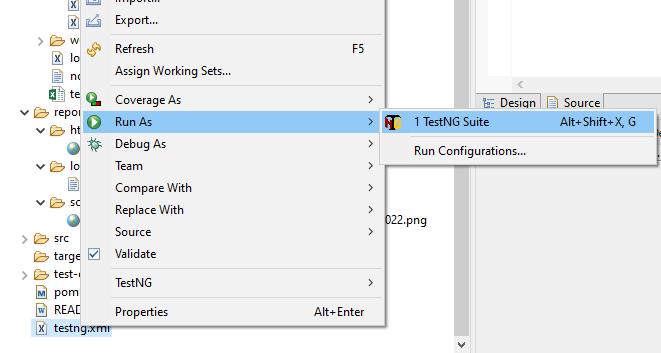 Export...
Refresh F5
Assign Working Sets...
Coverage As
Run As
Debug As
Team
Compare With
Replace With
Source
Validate
TestNG
Properties Alt+Enter
1 TestNG Suite Alt+Shift+X, G
Run Configurations...
Design Source
w
lo
no
te
repor
ht
lo
sc
022.png
src
targe
test-o
pom
READ
testng.xml